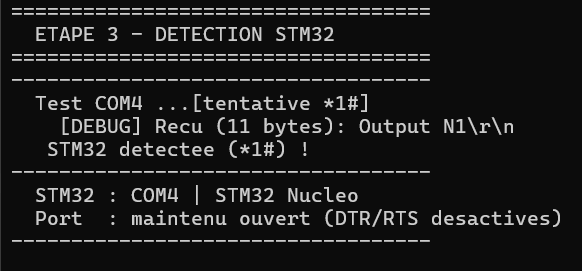 ===================================
ETAPE 3 - DETECTION STM32
===================================
-----------------------------------
Test COM4 ...[tentative *1#]
[DEBUG] Recu (11 bytes): Output N1\r\n
STM32 detectee (*1#) !
-----------------------------------
STM32 : COM4 | STM32 Nucleo
Port  : maintenu ouvert (DTR/RTS desactives)
-----------------------------------